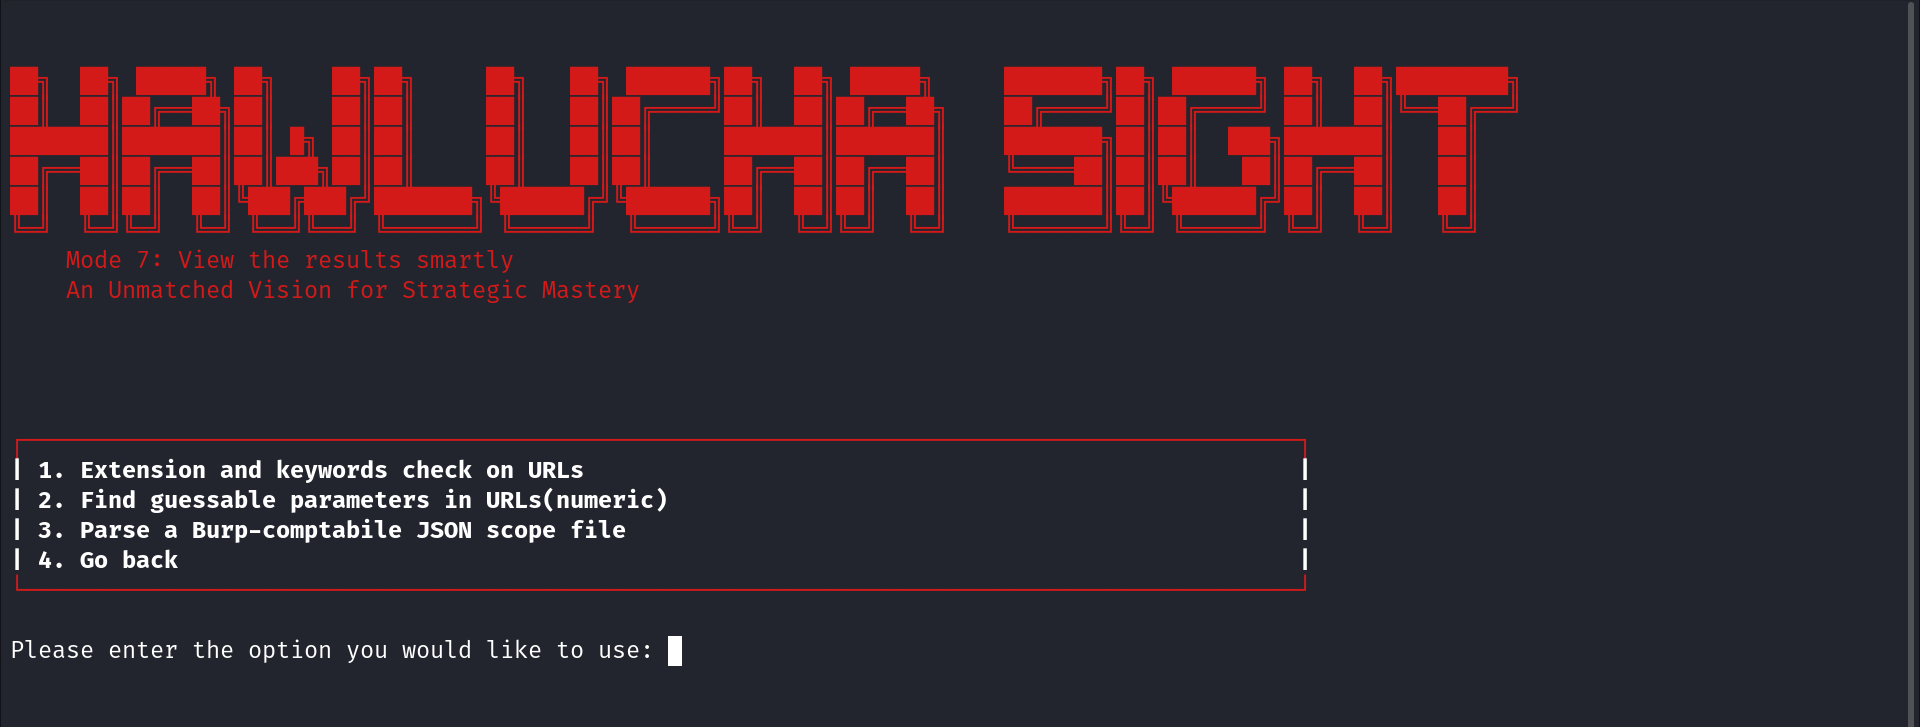 HAWLUCHA SIGHT
Mode 7: View the results smartly
An Unmatched Vision for Strategic Mastery
1. Extension and keywords check on URLs
2. Find guessable parameters in URLs(numeric)
3. Parse a Burp-comptabile JSON scope file
4. Go back
Please enter the option you would like to use: